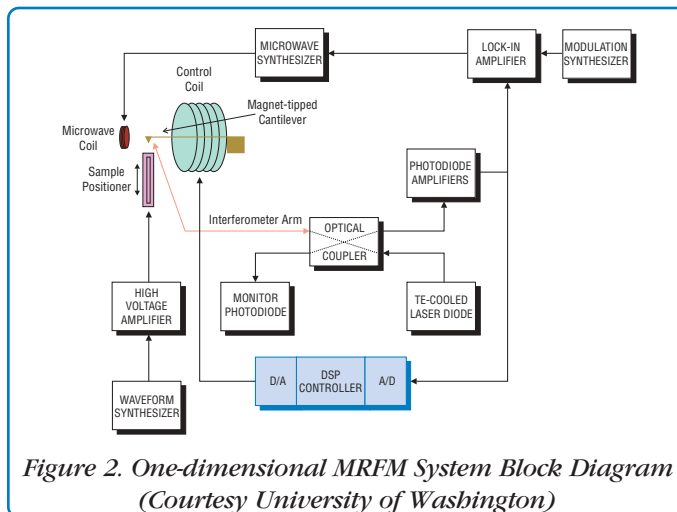 MICROWAVE
SYNTHESIZER
LOCK-IN
AMPLIFIER
MODULATION
SYNTHESIZER
Control
Coil
Magnet-tipped
Cantilever
Microwave
Coil
Sample
Positioner
PHOTODIODE
AMPLIFIERS
Interferometer Arm
OPTICAL
COUPLER
HIGH
VOLTAGE
AMPLIFIER
MONITOR
PHOTODIODE
TE-COOLED
LASER DIODE
D/A
DSP
CONTROLLER
A/D
WAVEFORM
SYNTHESIZER
Figure 2. One-dimensional MRFM System Block Diagram
(Courtesy University of Washington)